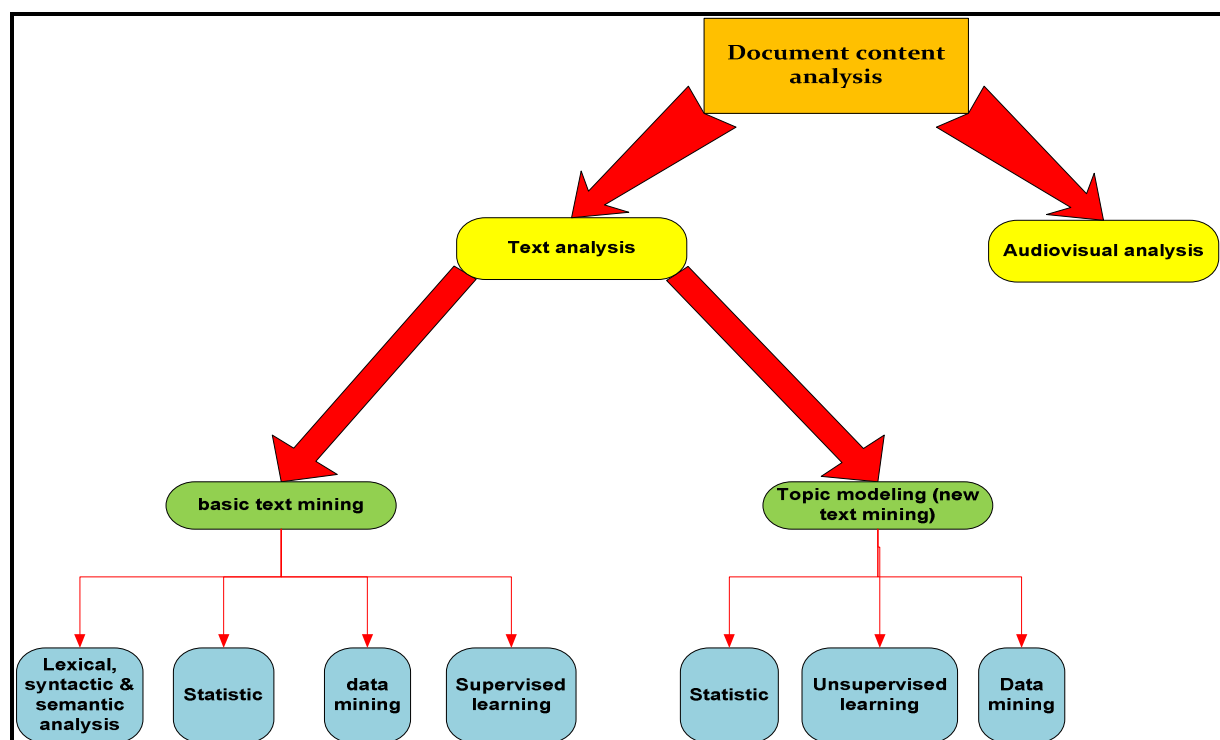 Document content
analysis
Text analysis
Audiovisual analysis
basic text mining
Topic modeling (new
text mining)
Lexical,
syntactic &
semantic
analysis
Statistic
data
mining
Supervised
learning
Statistic
Unsupervised
learning
Data
mining